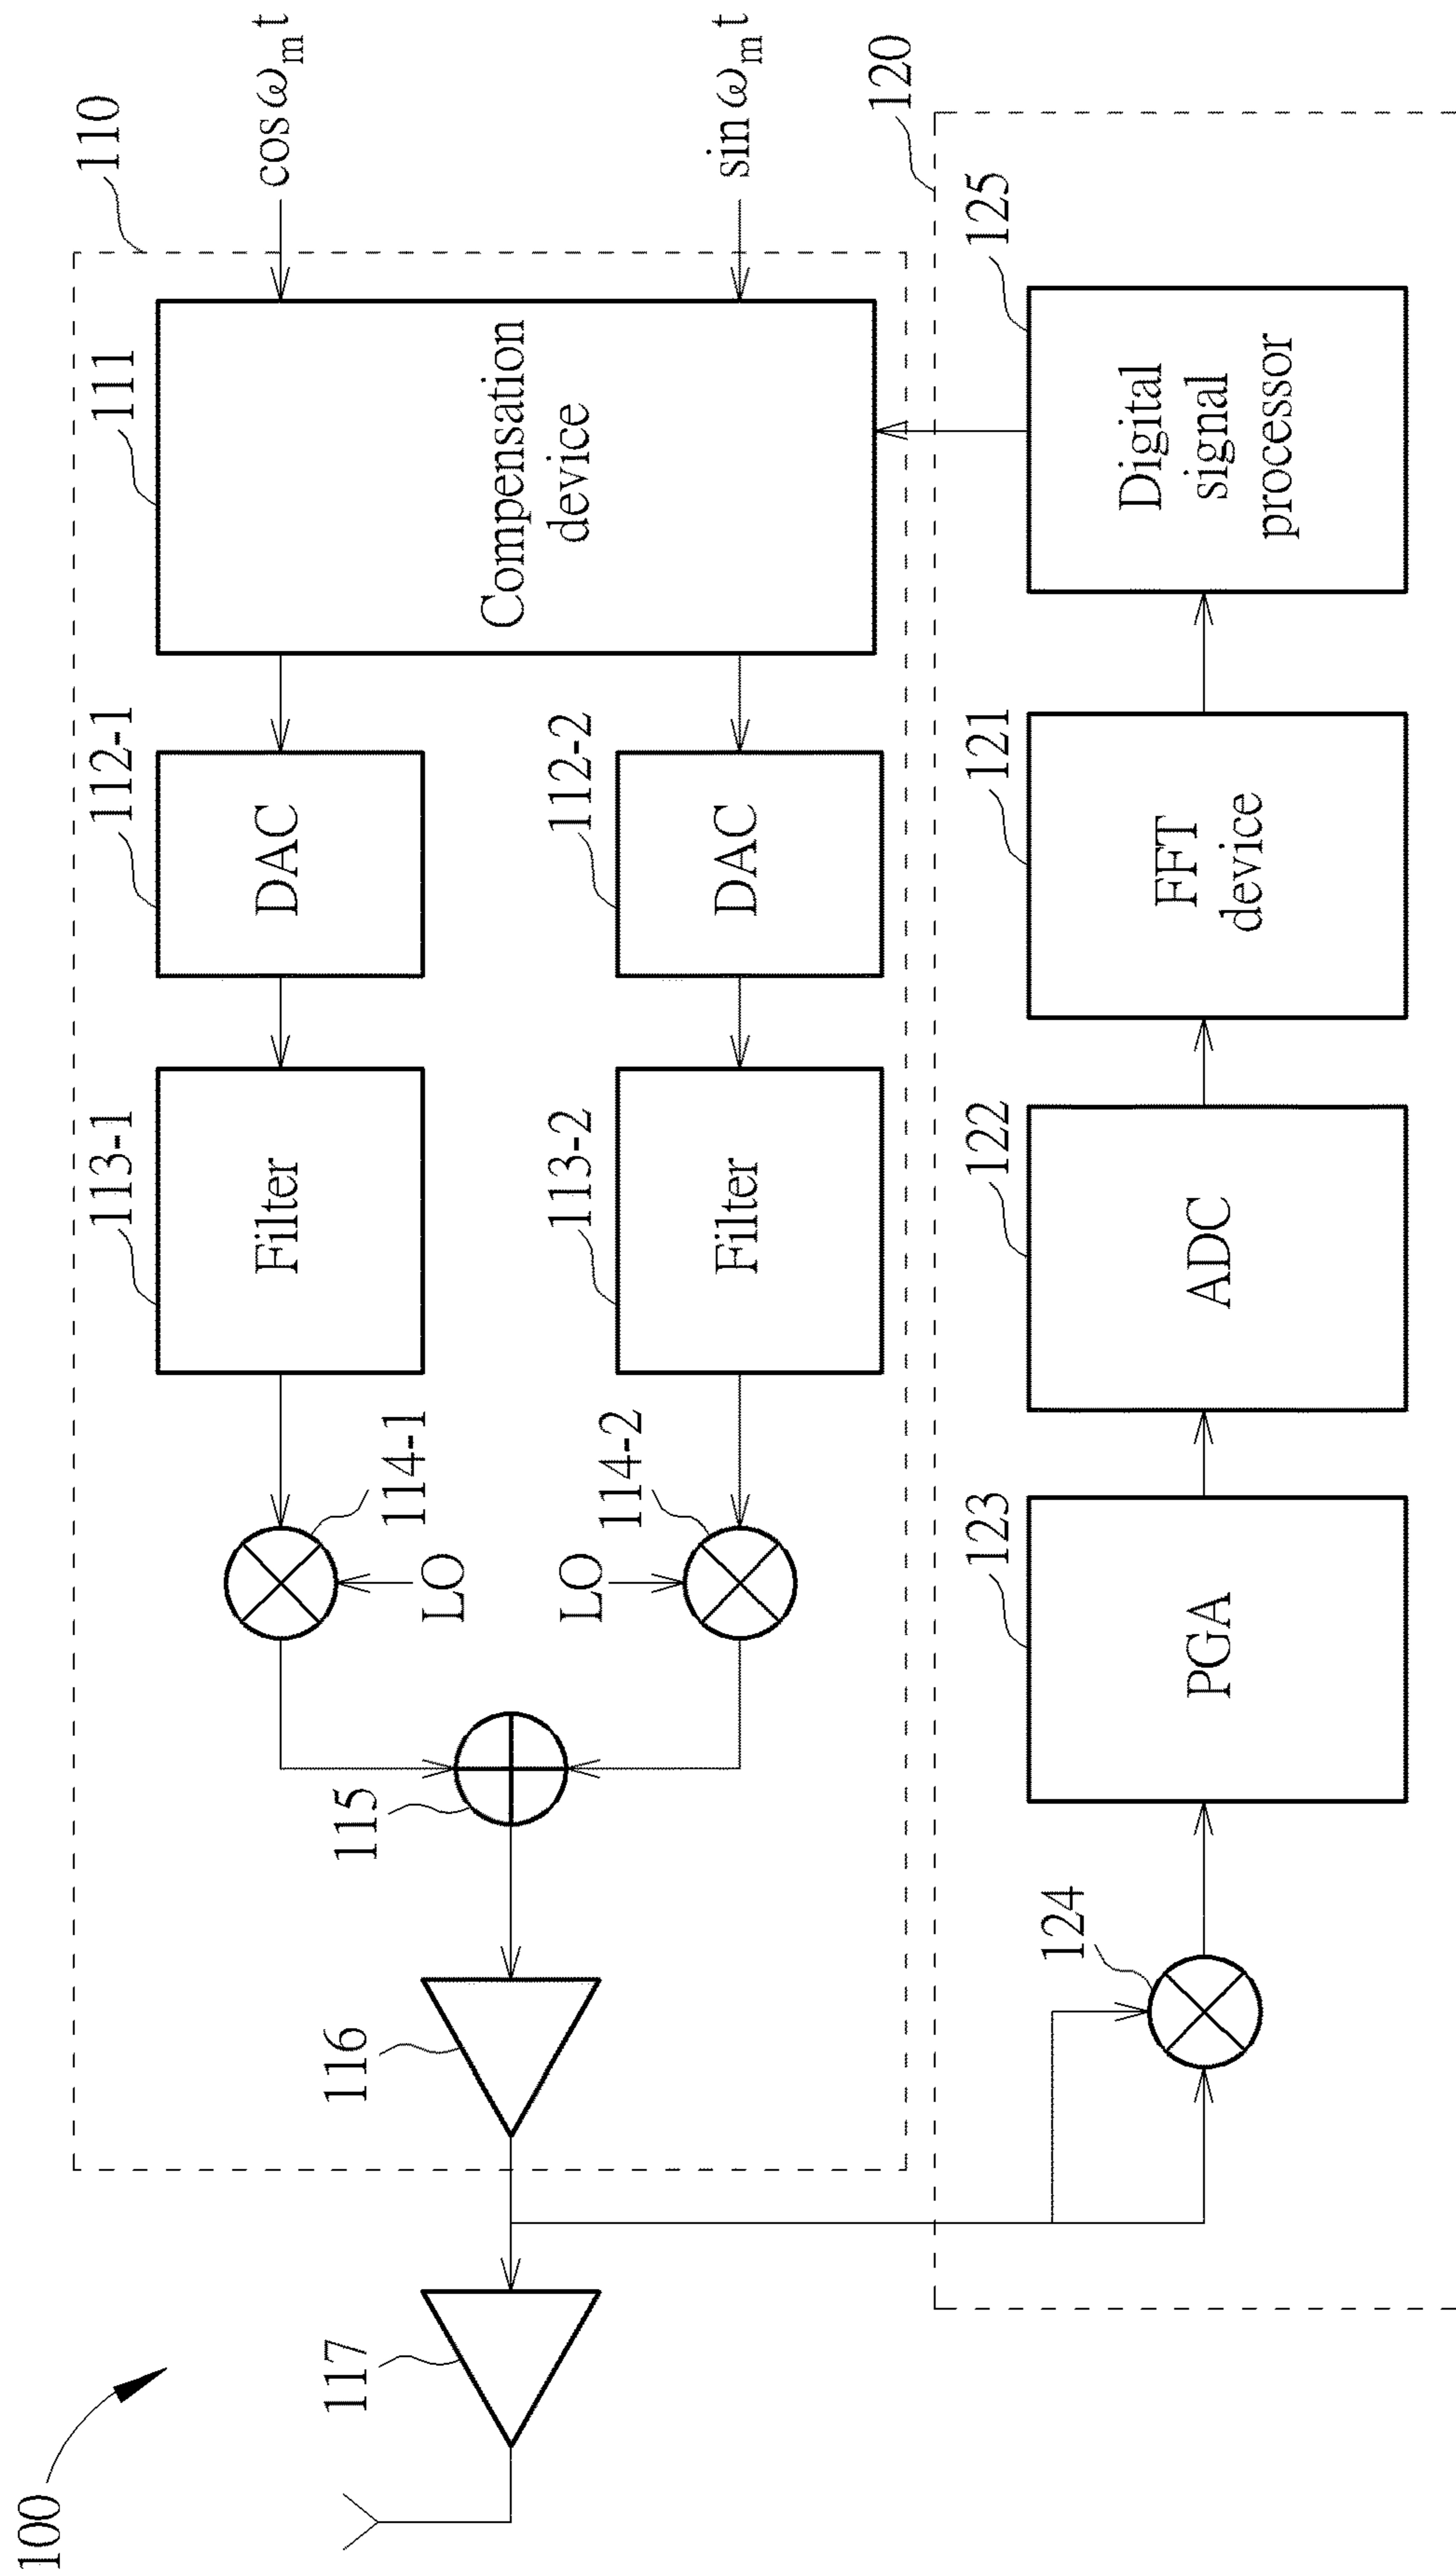 100
110
cos ωm t
sin ωm t
111
Compensation
device
112-1
DAC
112-2
DAC
113-1
Filter
113-2
Filter
114-1
LO
114-2
LO
115
116
117
120
124
123
PGA
122
ADC
121
FFT
device
125
Digital
signal
processor